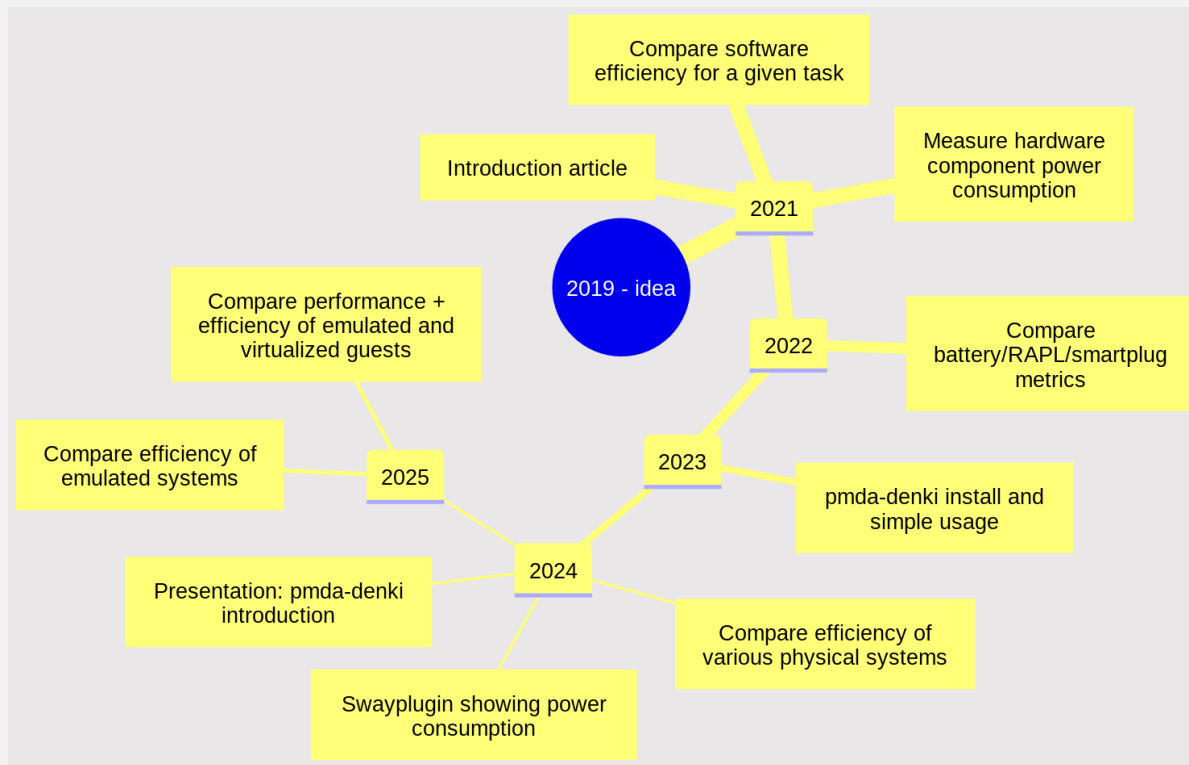 Compare software
efficiency for a given task
Introduction article
Measure hardware
component power
consumption
2021
2019 - idea
Compare performance +
efficiency of emulated and
virtualized guests
2022
Compare
battery/RAPL/smartplug
metrics
Compare efficiency of
emulated systems
2025
2023
pmda-denki install and
simple usage
2024
Presentation: pmda-denki
introduction
Compare efficiency of
various physical systems
Swayplugin showing power
consumption